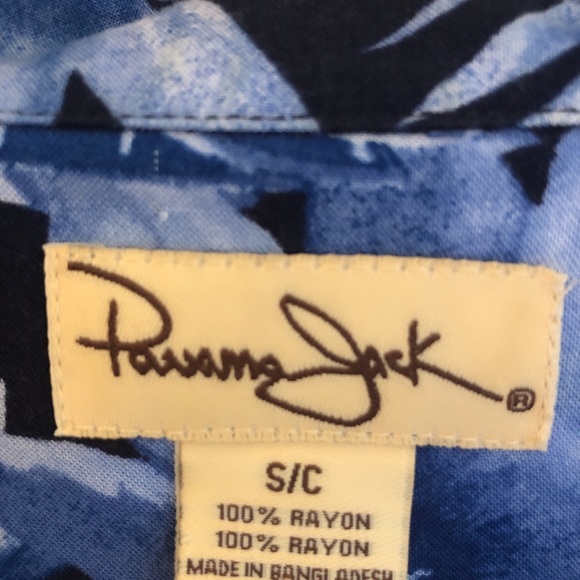 Panama Jack®
S/C
100% RAYON
100% RAYON
MADE IN BANGLADESH